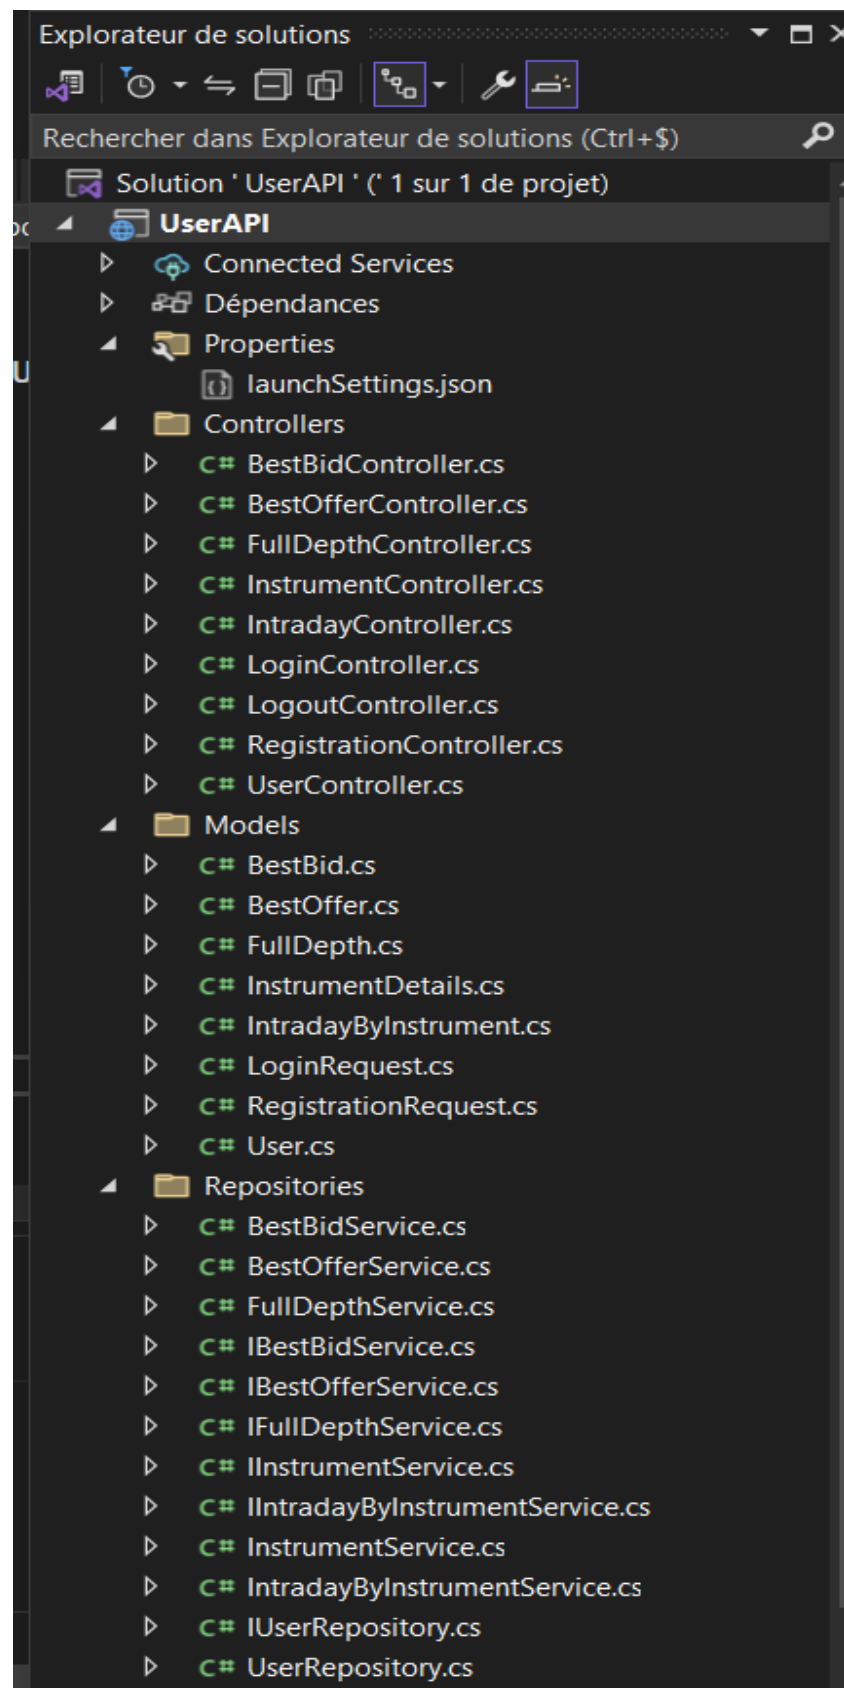 Explorateur de solutions
Rechercher dans Explorateur de solutions (Ctrl+$)
Solution ' UserAPI ' (' 1 sur 1 de projet)
UserAPI
Connected Services
Dépendances
Properties
launchSettings.json
Controllers
C# BestBidController.cs
C# BestOfferController.cs
C# FullDepthController.cs
C# InstrumentController.cs
C# IntradayController.cs
C# LoginController.cs
C# LogoutController.cs
C# RegistrationController.cs
C# UserController.cs
Models
C# BestBid.cs
C# BestOffer.cs
C# FullDepth.cs
C# InstrumentDetails.cs
C# IntradayByInstrument.cs
C# LoginRequest.cs
C# RegistrationRequest.cs
C# User.cs
Repositories
C# BestBidService.cs
C# BestOfferService.cs
C# FullDepthService.cs
C# IBestBidService.cs
C# IBestOfferService.cs
C# IFullDepthService.cs
C# IInstrumentService.cs
C# IIntradayByInstrumentService.cs
C# InstrumentService.cs
C# IntradayByInstrumentService.cs
C# IUserRepository.cs
C# UserRepository.cs